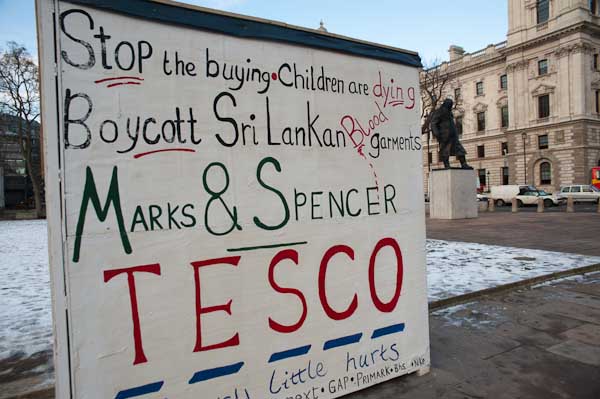 Stop the buying • Children are dying
Boycott Sri Lankan Blood garments
Marks & Spencer
TESCO
little hurts
next • GAP • PRIMARK • Bhs •